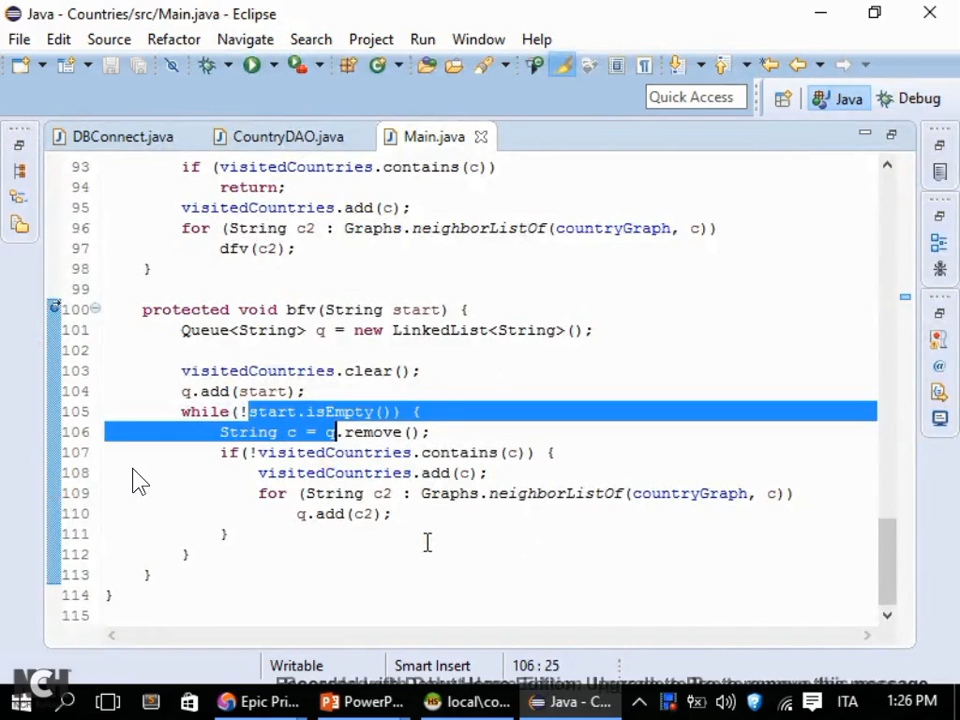 Java - Countries/src/Main.java - Eclipse
File Edit Source Refactor Navigate Search Project Run Window Help
Quick Access Java Debug
DBConnect.java CountryDAO.java Main.java
93 if (visitedCountries.contains(c))
94 return;
95 visitedCountries.add(c);
96 for (String c2 : Graphs.neighborListOf(countryGraph, c))
97 dfv(c2);
98 }
99
100 protected void bfv(String start) {
101 Queue<String> q = new LinkedList<String>();
102
103 visitedCountries.clear();
104 q.add(start);
105 while(!start.isEmpty()) {
106 String c = q.remove();
107 if(!visitedCountries.contains(c)) {
108 visitedCountries.add(c);
109 for (String c2 : Graphs.neighborListOf(countryGraph, c))
110 q.add(c2);
111 }
112 }
113 }
114 }
115
Writable Smart Insert 106 : 25
NCH
Epic Pri... PowerP... local\co... Java - C... ITA 1:26 PM